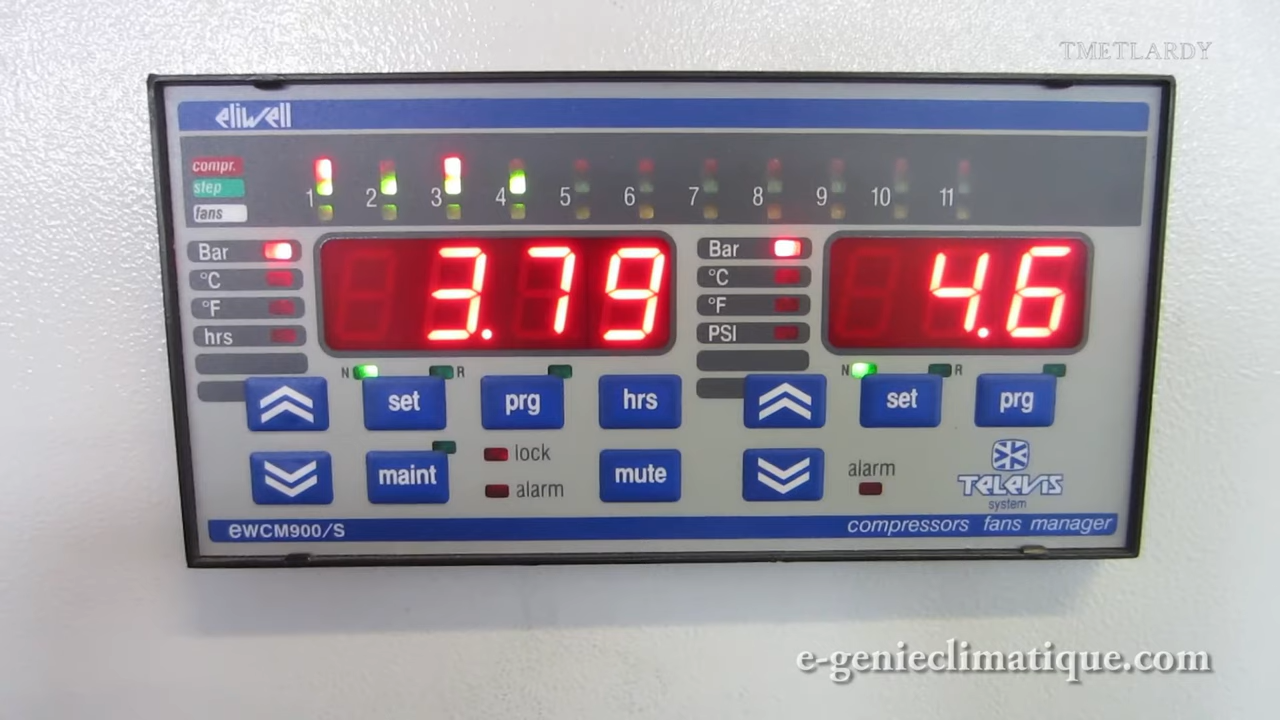 TMETLARDY
eliwell
compr.
step
fans
1 2 3 4 5 6 7 8 9 10 11
Bar
°C
°F
hrs
3.79
Bar
°C
°F
PSI
4.6
N R
N R
set prg hrs
set prg
maint
lock
alarm
mute
alarm
TELEVIS
system
eWCM900/S
compressors fans manager
e-genieclimatique.com